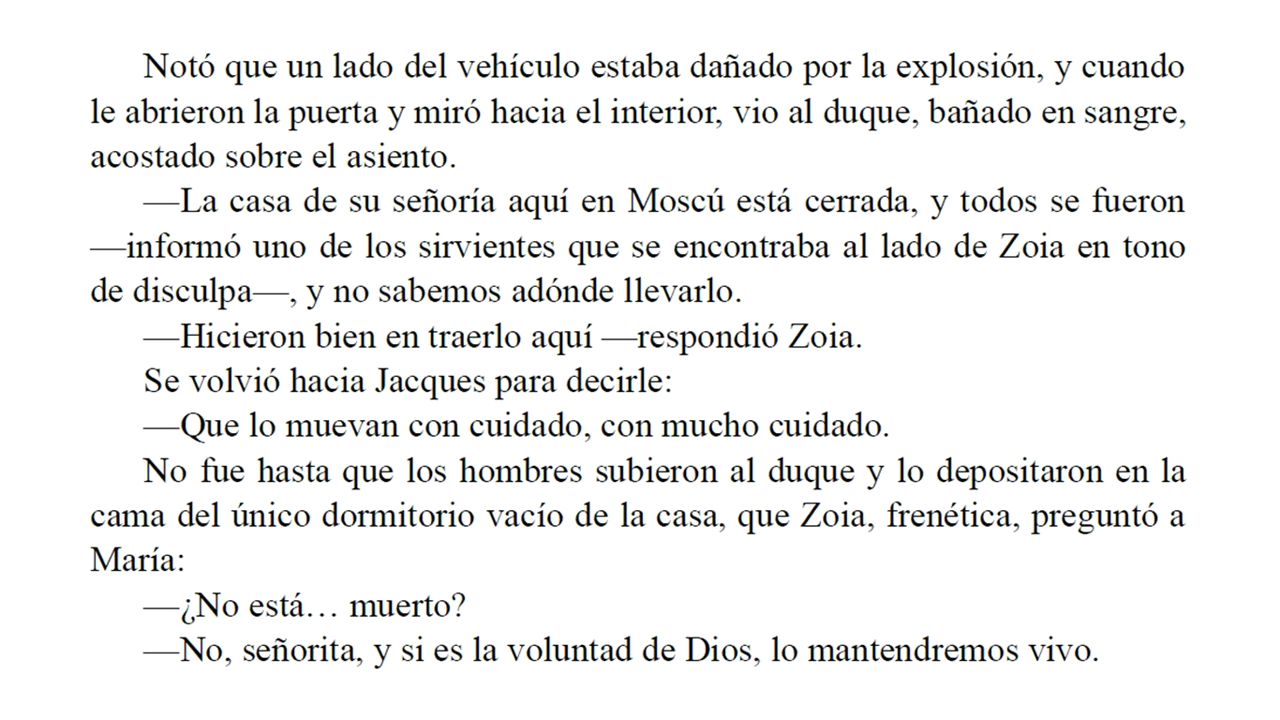 Notó que un lado del vehículo estaba dañado por la explosión, y cuando
le abrieron la puerta y miró hacia el interior, vio al duque, bañado en sangre,
acostado sobre el asiento.
—La casa de su señoría aquí en Moscú está cerrada, y todos se fueron
—informó uno de los sirvientes que se encontraba al lado de Zoia en tono
de disculpa—, y no sabemos adónde llevarlo.
—Hicieron bien en traerlo aquí —respondió Zoia.
Se volvió hacia Jacques para decirle:
—Que lo muevan con cuidado, con mucho cuidado.
No fue hasta que los hombres subieron al duque y lo depositaron en la
cama del único dormitorio vacío de la casa, que Zoia, frenética, preguntó a
María:
—¿No está… muerto?
—No, señorita, y si es la voluntad de Dios, lo mantendremos vivo.